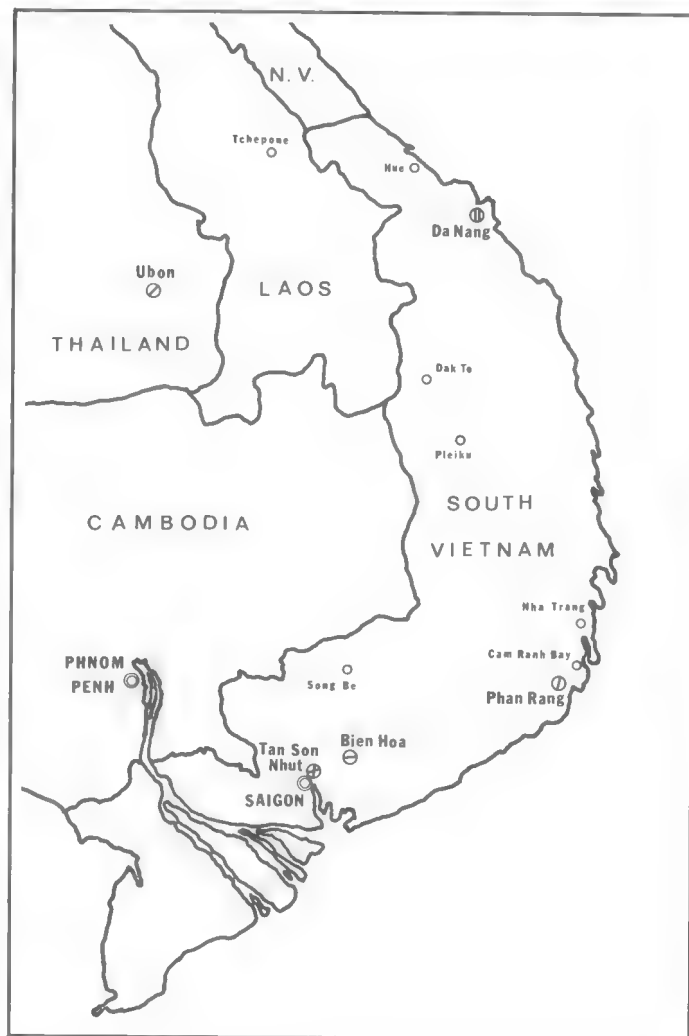 N.V.
Tchepone
Hue
Da Nang
Ubon
LAOS
THAILAND
Dak To
Pleiku
SOUTH
VIETNAM
CAMBODIA
Nha Trang
Cam Ranh Bay
Phan Rang
PHNOM
PENH
Song Be
Tan Son
Nhut
Bien Hoa
SAIGON